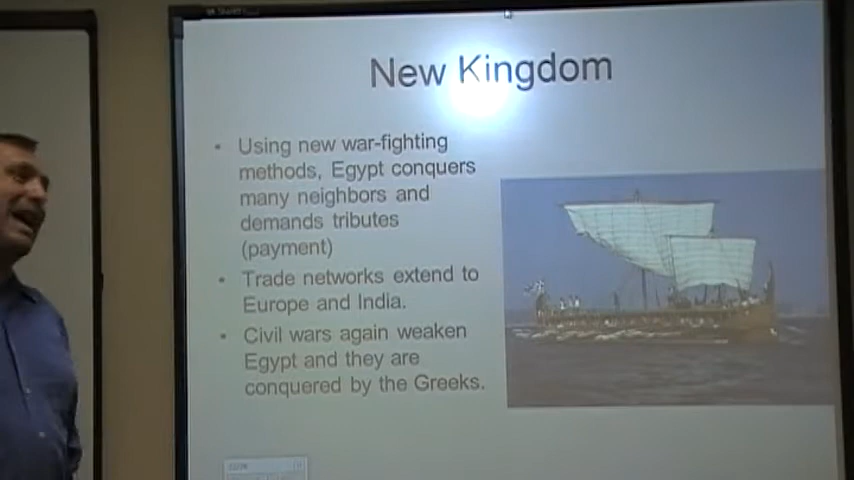 New Kingdom
• Using new war-fighting
methods, Egypt conquers
many neighbors and
demands tributes
(payment)
• Trade networks extend to
Europe and India.
• Civil wars again weaken
Egypt and they are
conquered by the Greeks.